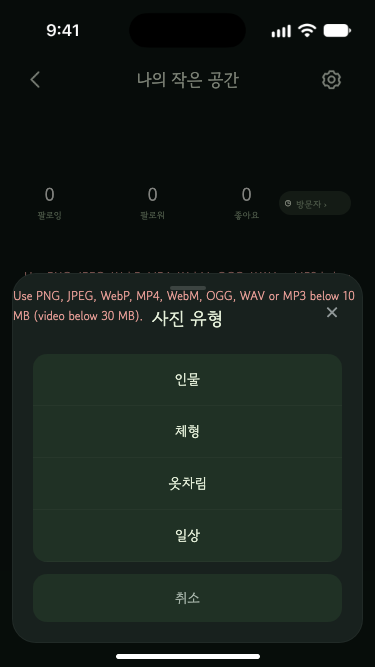 9:41
나의 작은 공간
0
0
0
팔로잉
팔로워
좋아요
방문자 ›
Use PNG, JPEG, WebP, MP4, WebM, OGG, WAV or MP3 below 10
MB (video below 30 MB).
사진 유형
인물
체형
옷차림
일상
취소